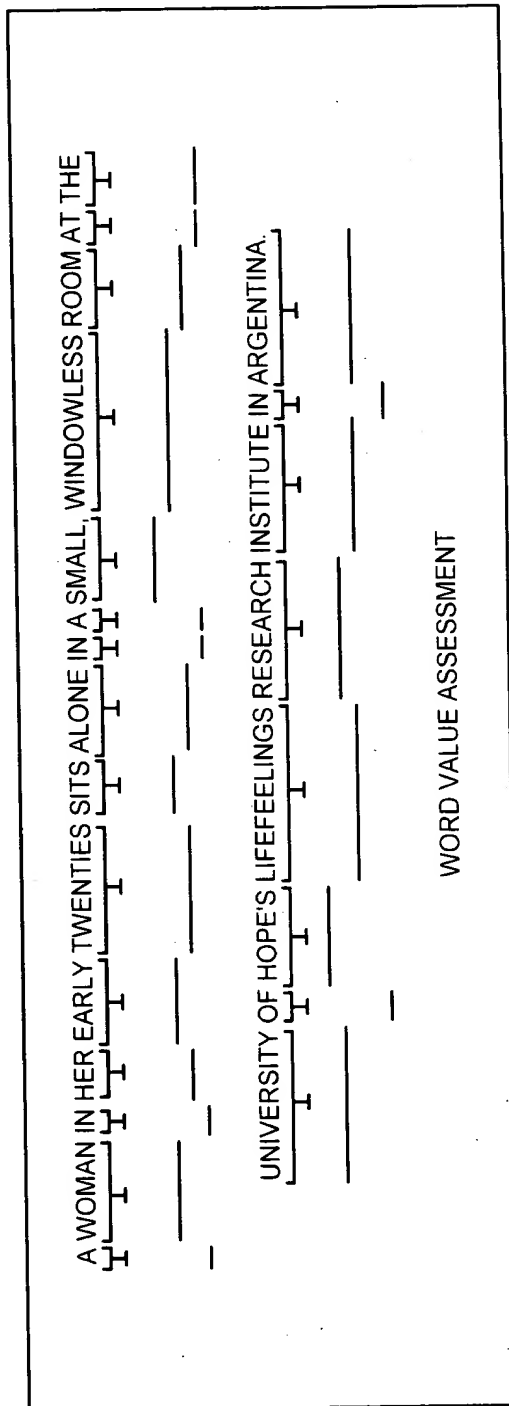 A WOMAN IN HER EARLY TWENTIES SITS ALONE IN A SMALL, WINDOWLESS ROOM AT THE
UNIVERSITY OF HOPE'S LIFEFEELINGS RESEARCH INSTITUTE IN ARGENTINA.
WORD VALUE ASSESSMENT